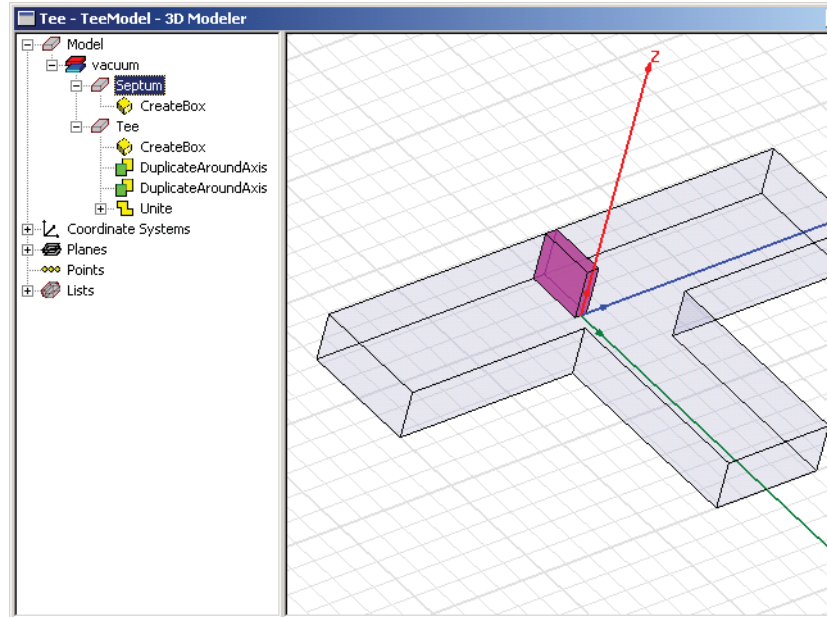 Tee - TeeModel - 3D Modeler
Model
vacuum
Septum
CreateBox
Tee
CreateBox
DuplicateAroundAxis
DuplicateAroundAxis
Unite
Coordinate Systems
Planes
Points
Lists
Z